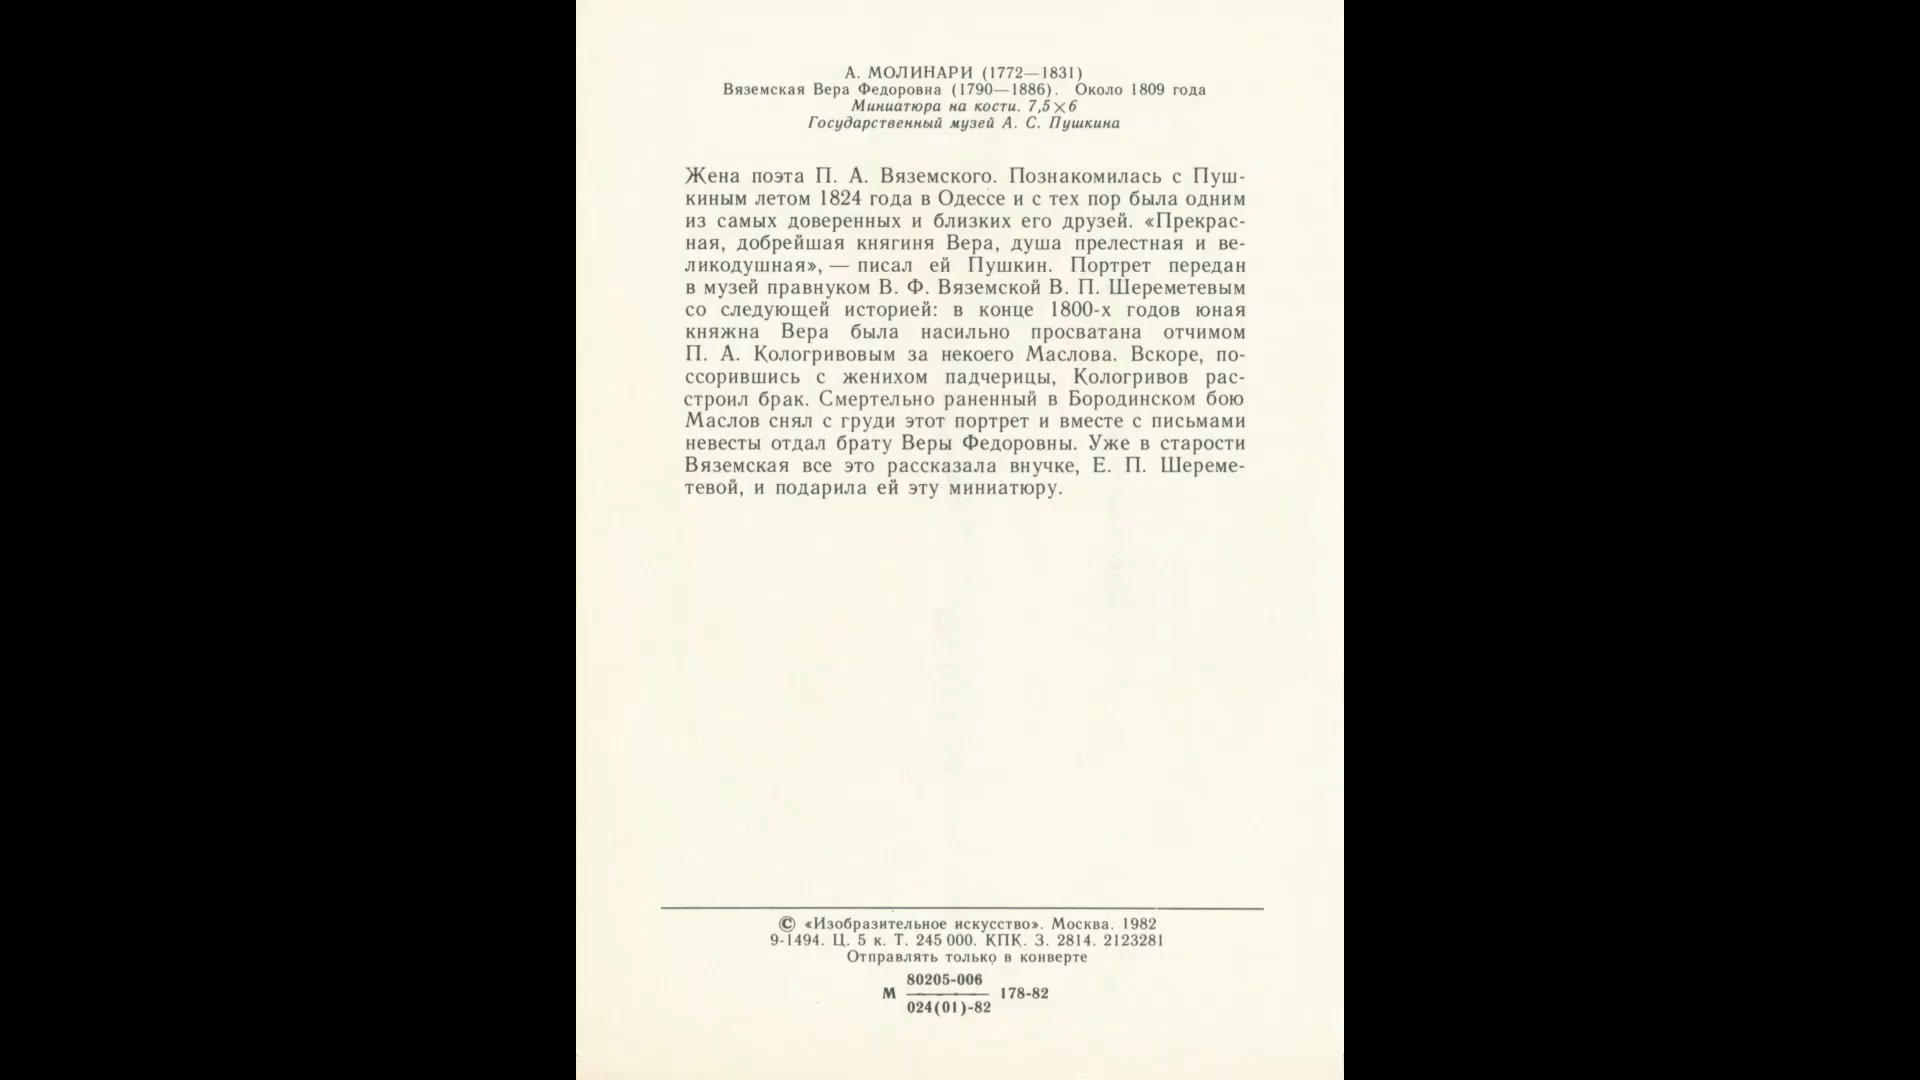 А. МОЛИНАРИ (1772—1831)
Вяземская Вера Федоровна (1790—1886). Около 1809 года
Миниатюра на кости. 7,5×6
Государственный музей А. С. Пушкина
Жена поэта П. А. Вяземского. Познакомилась с Пуш-
киным летом 1824 года в Одессе и с тех пор была одним
из самых доверенных и близких его друзей. «Прекрас-
ная, добрейшая княгиня Вера, душа прелестная и ве-
ликодушная», — писал ей Пушкин. Портрет передан
в музей правнуком В. Ф. Вяземской В. П. Шереметевым
со следующей историей: в конце 1800-х годов юная
княжна Вера была насильно просватана отчимом
П. А. Кологривовым за некоего Маслова. Вскоре, по-
ссорившись с женихом падчерицы, Кологривов рас-
строил брак. Смертельно раненный в Бородинском бою
Маслов снял с груди этот портрет и вместе с письмами
невесты отдал брату Веры Федоровны. Уже в старости
Вяземская все это рассказала внучке, Е. П. Шереме-
тевой, и подарила ей эту миниатюру.
© «Изобразительное искусство». Москва. 1982
9-1494. Ц. 5 к. Т. 245 000. КПК. З. 2814. 2123281
Отправлять только в конверте
80205-006
М 178-82
024(01)-82